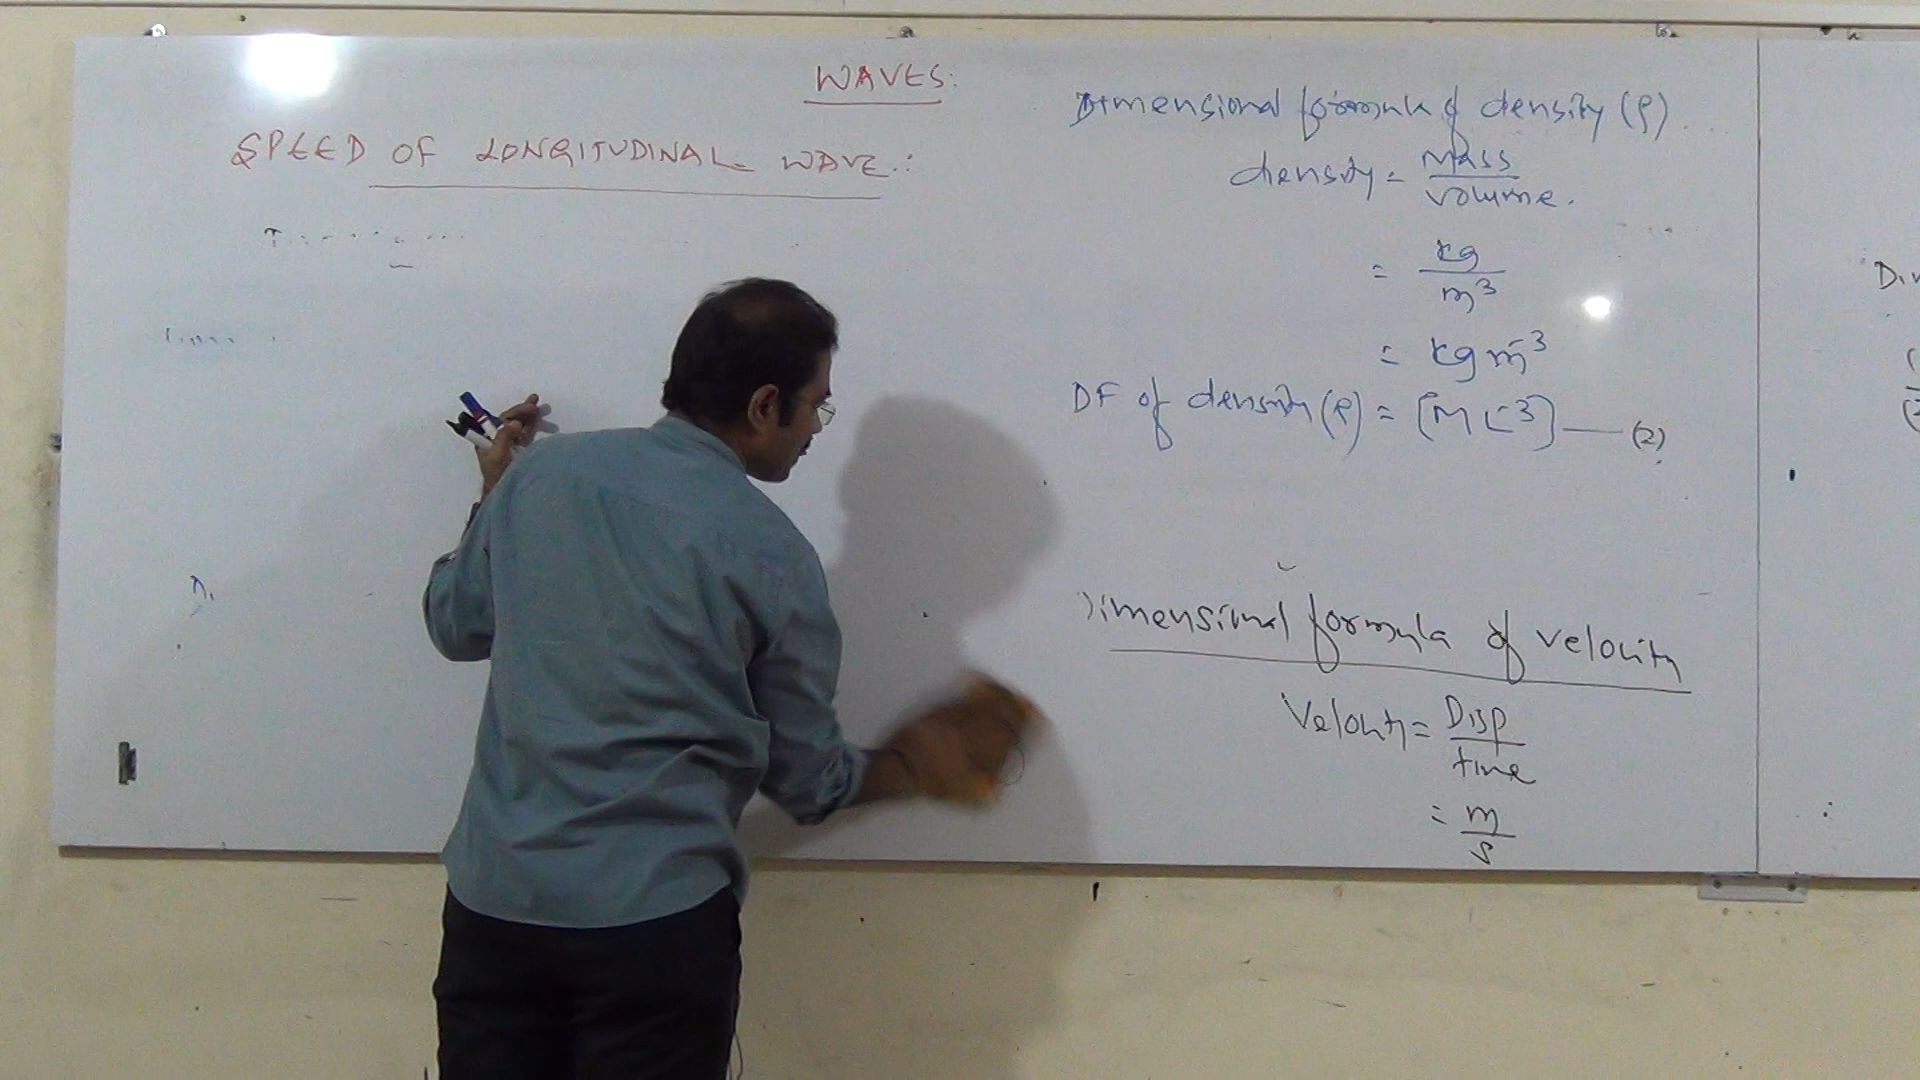 WAVES:
SPEED OF LONGITUDINAL WAVE:
Dimensional formula of density (ρ)
density = Mass / volume.
= kg / m³
= kg m⁻³
DF of density (ρ) = [M L⁻³] — (2)
Dimensional formula of velocity
Velocity = Disp / time
= m / s